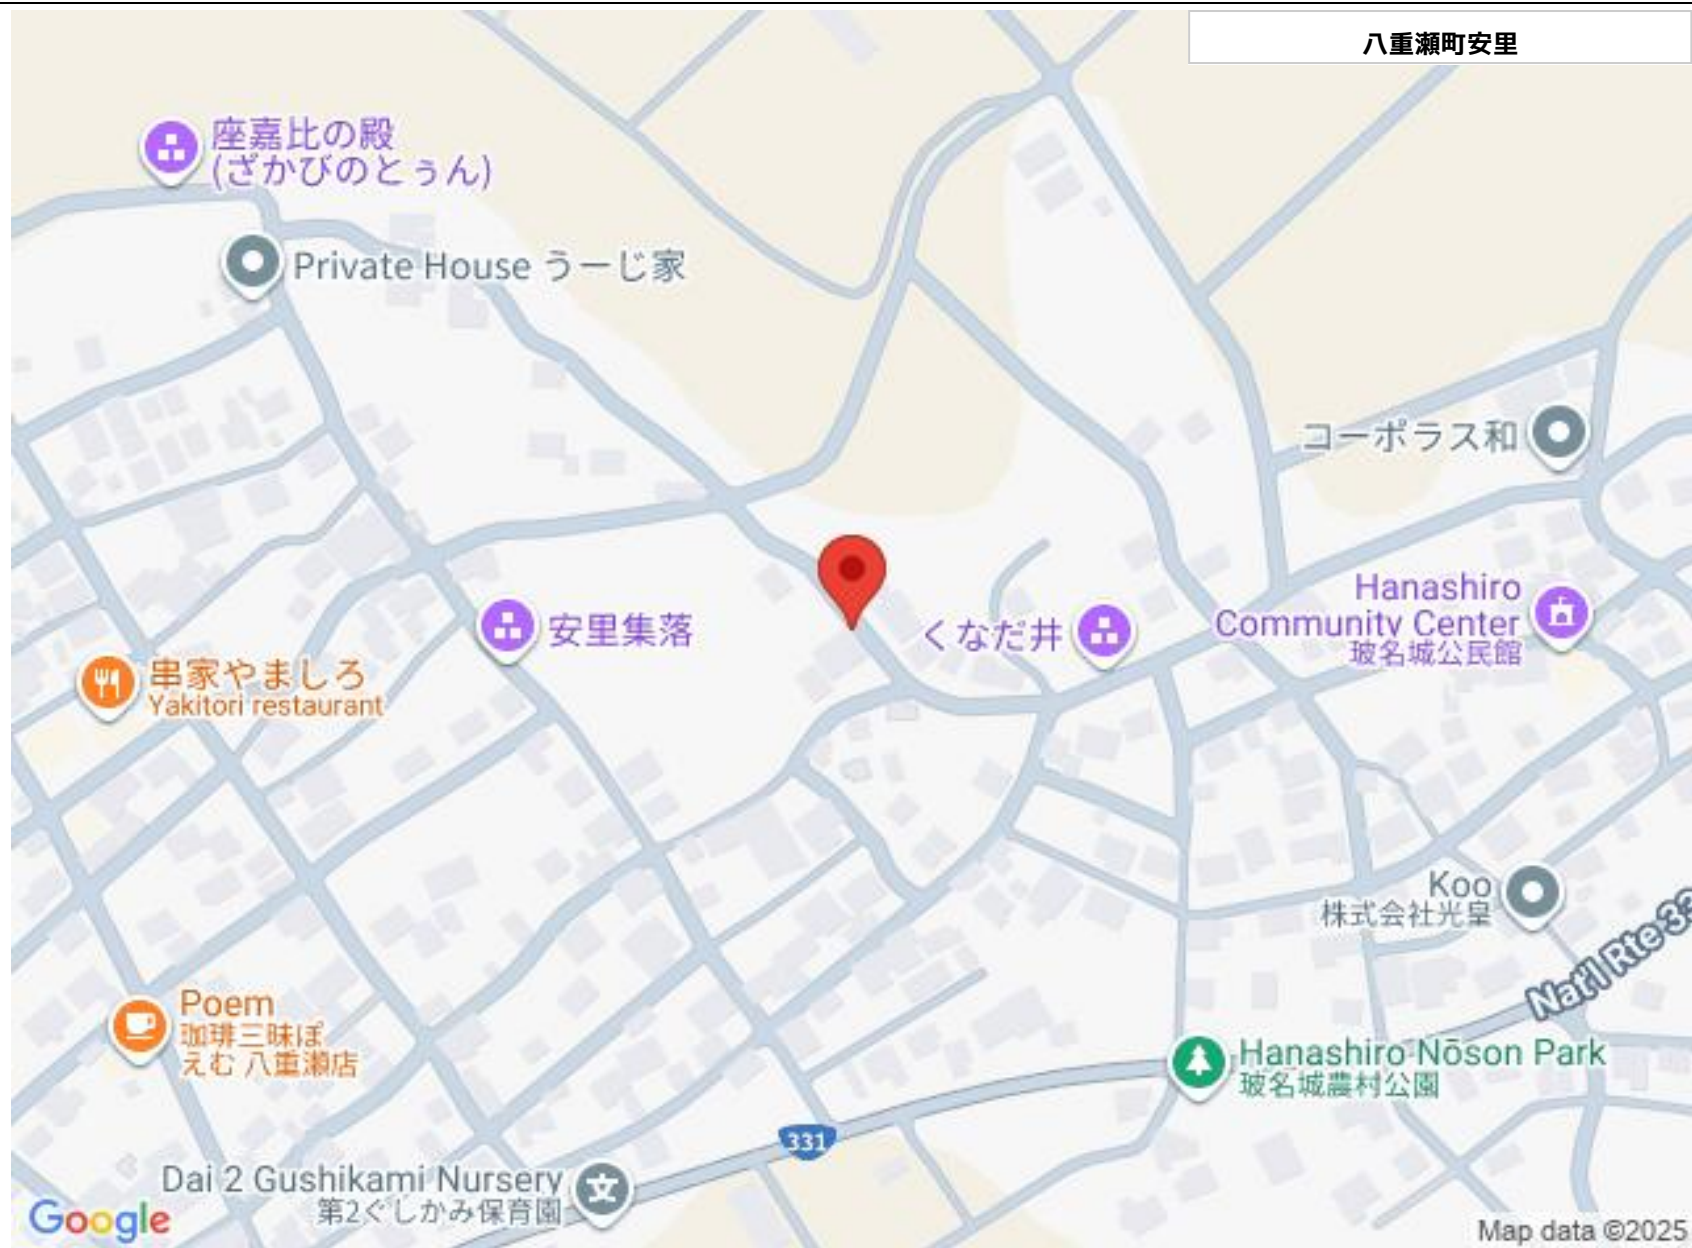 八重瀬町安里
座嘉比の殿
(ざかびのとぅん)
Private House うーじ家
コーポラス和
安里集落
くなだ井
Hanashiro
Community Center
玻名城公民館
串家やましろ
Yakitori restaurant
Koo
株式会社光皇
Nat'l Rte 33
Poem
珈琲三昧ぽ
えむ 八重瀬店
Hanashiro Nōson Park
玻名城農村公園
331
Dai 2 Gushikami Nursery
第2ぐしかみ保育園
文
Google
Map data ©2025